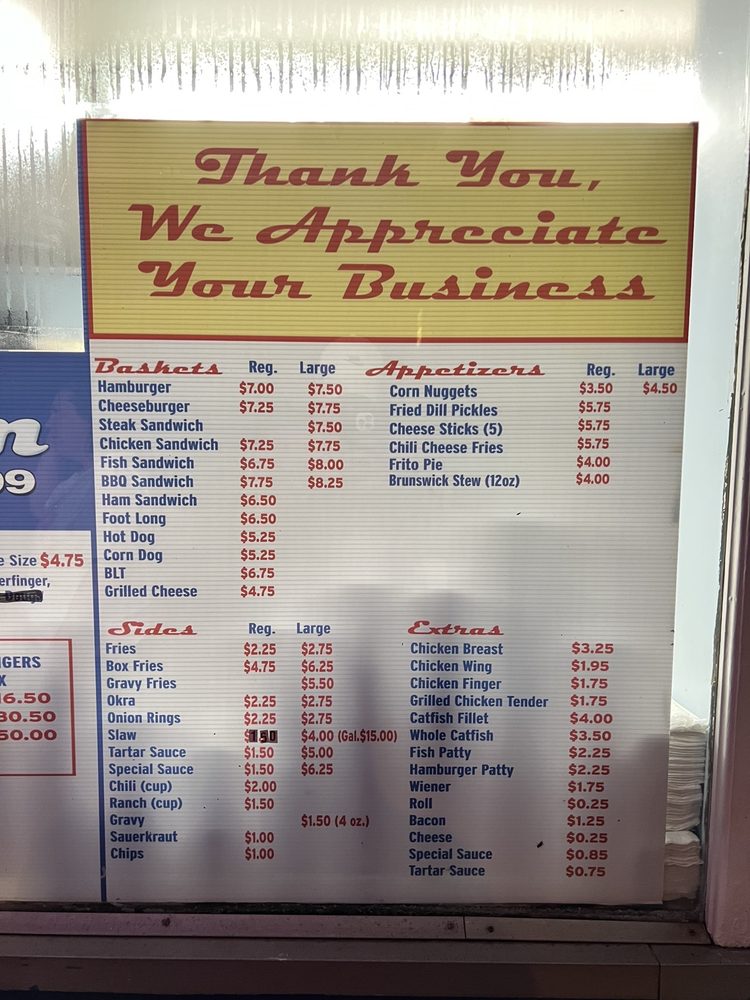 Thank You,
We Appreciate
Your Business
Baskets Reg. Large
Hamburger $7.00 $7.50
Cheeseburger $7.25 $7.75
Steak Sandwich $7.50
Chicken Sandwich $7.25 $7.75
Fish Sandwich $6.75 $8.00
BBQ Sandwich $7.75 $8.25
Ham Sandwich $6.50
Foot Long $6.50
Hot Dog $5.25
Corn Dog $5.25
BLT $6.75
Grilled Cheese $4.75
Appetizers Reg. Large
Corn Nuggets $3.50 $4.50
Fried Dill Pickles $5.75
Cheese Sticks (5) $5.75
Chili Cheese Fries $5.75
Frito Pie $4.00
Brunswick Stew (12oz) $4.00
Sides Reg. Large
Fries $2.25 $2.75
Box Fries $4.75 $6.25
Gravy Fries $5.50
Okra $2.25 $2.75
Onion Rings $2.25 $2.75
Slaw $1.50 $4.00 (Gal.$15.00)
Tartar Sauce $1.50 $5.00
Special Sauce $1.50 $6.25
Chili (cup) $2.00
Ranch (cup) $1.50
Gravy $1.50 (4 oz.)
Sauerkraut $1.00
Chips $1.00
Extras
Chicken Breast $3.25
Chicken Wing $1.95
Chicken Finger $1.75
Grilled Chicken Tender $1.75
Catfish Fillet $4.00
Whole Catfish $3.50
Fish Patty $2.25
Hamburger Patty $2.25
Wiener $1.75
Roll $0.25
Bacon $1.25
Cheese $0.25
Special Sauce $0.85
Tartar Sauce $0.75
n
99
e Size $4.75
erfinger,
GERS
X
16.50
30.50
50.00